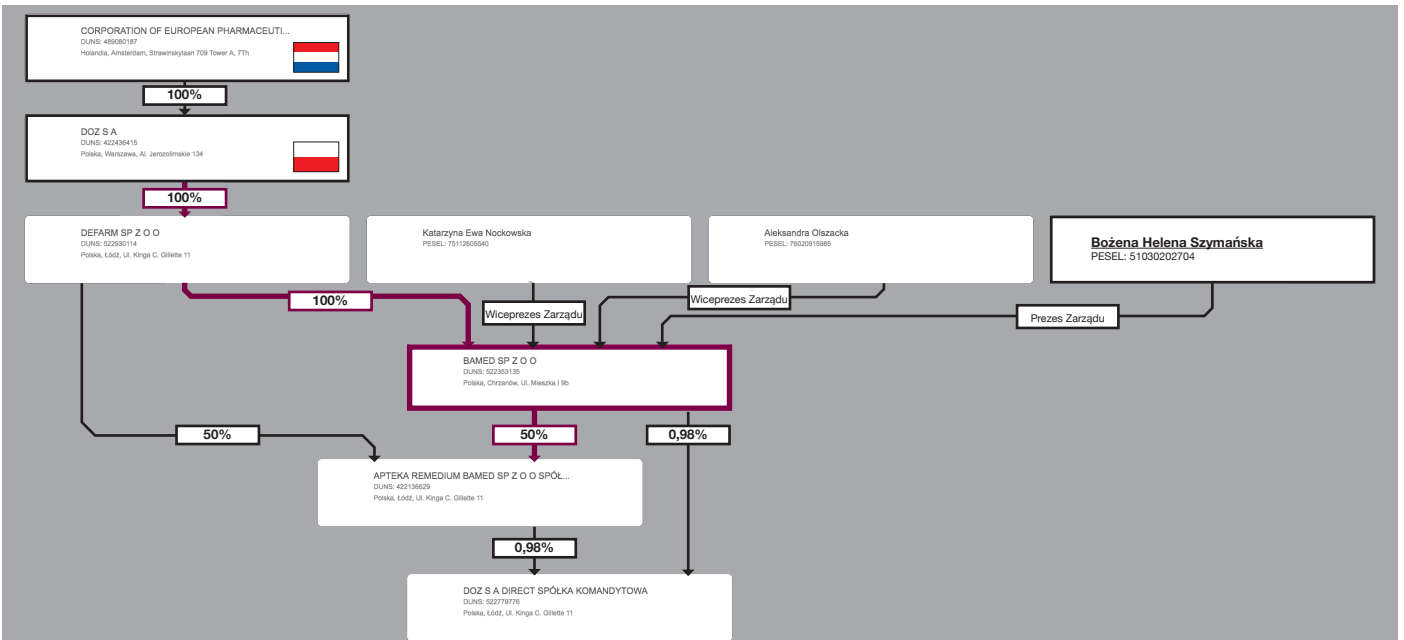 CORPORATION OF EUROPEAN PHARMACEUTI...
DUNS: 489080187
Holandia, Amsterdam, Strawinskylaan 709 Tower A, 7Th
100%
DOZ S A
DUNS: 422436415
Polska, Warszawa, Al. Jerozolimskie 134
100%
DEFARM SP Z O O
DUNS: 522930114
Polska, Łódź, Ul. Kinga C. Gillette 11
Katarzyna Ewa Nockowska
PESEL: 75112605540
Aleksandra Olszacka
PESEL: 76020915985
Bożena Helena Szymańska
PESEL: 51030202704
100%
Wiceprezes Zarządu
Wiceprezes Zarządu
Prezes Zarządu
BAMED SP Z O O
DUNS: 522353135
Polska, Chrzanów, Ul. Mieszka I 9b
50%
50%
0,98%
APTEKA REMEDIUM BAMED SP Z O O SPÓŁ...
DUNS: 422136629
Polska, Łódź, Ul. Kinga C. Gillette 11
0,98%
DOZ S A DIRECT SPÓŁKA KOMANDYTOWA
DUNS: 522779776
Polska, Łódź, Ul. Kinga C. Gillette 11